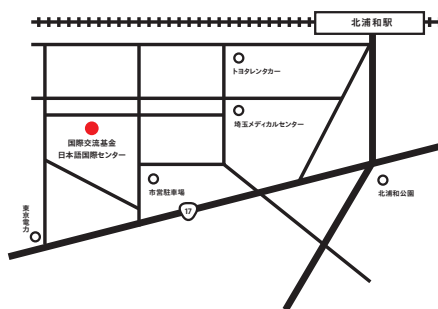 北浦和駅
トヨタレンタカー
埼玉メディカルセンター
国際交流基金
日本語国際センター
市営駐車場
北浦和公園
東京電力
17